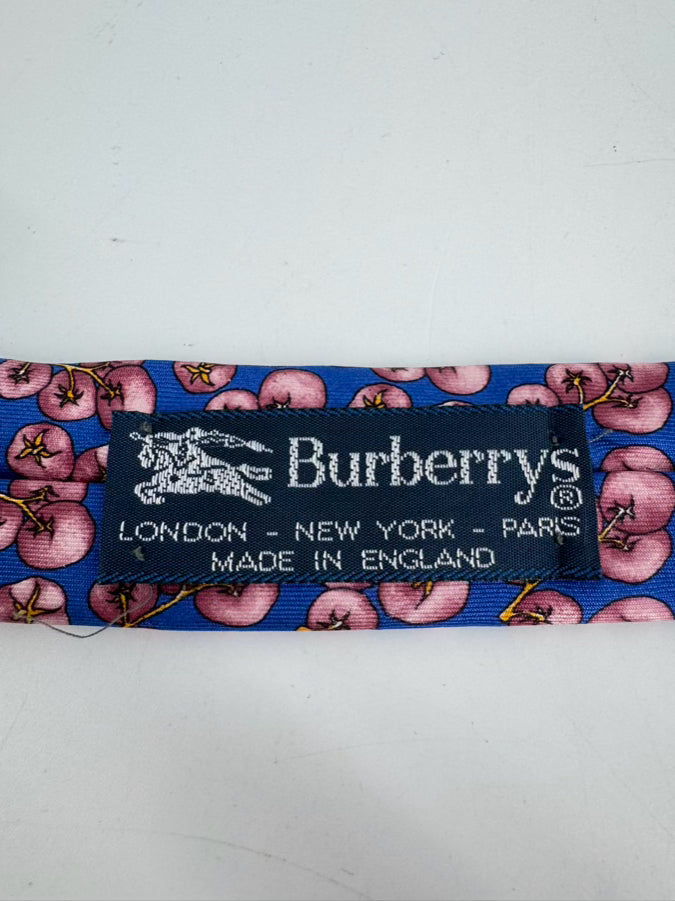 Burberrys®
LONDON - NEW YORK - PARIS
MADE IN ENGLAND